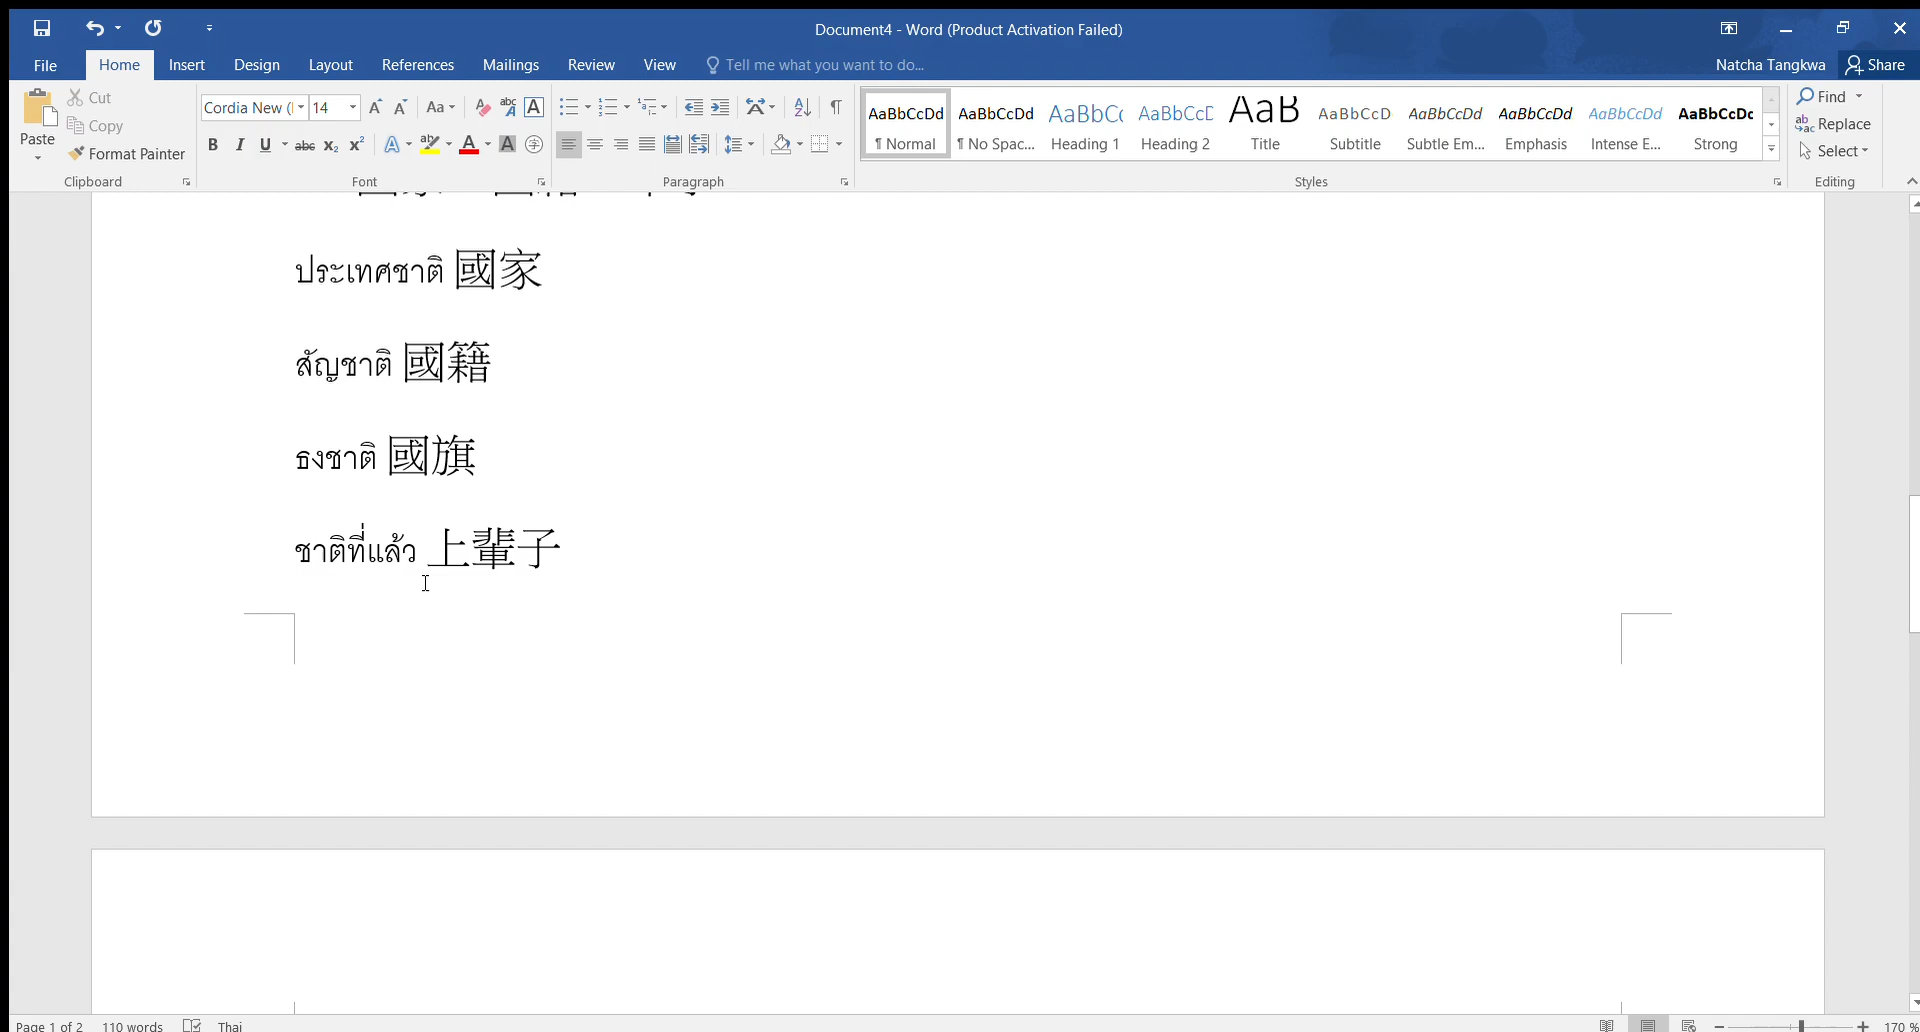 Document4 - Word (Product Activation Failed)
File Home Insert Design Layout References Mailings Review View Tell me what you want to do... Natcha Tangkwa Share
Paste
Cut
Copy
Format Painter
Clipboard
Cordia New ( 14
Font
Paragraph
AaBbCcDd AaBbCcDd AaBbCc AaBbCcD AaB AaBbCcD AaBbCcDd AaBbCcDd AaBbCcDd AaBbCcDc
¶ Normal ¶ No Spac... Heading 1 Heading 2 Title Subtitle Subtle Em... Emphasis Intense E... Strong
Styles
Find
Replace
Select
Editing
ประเทศชาติ 國家
สัญชาติ 國籍
ธงชาติ 國旗
ชาติที่แล้ว 上輩子
Page 1 of 2 110 words Thai 170 %